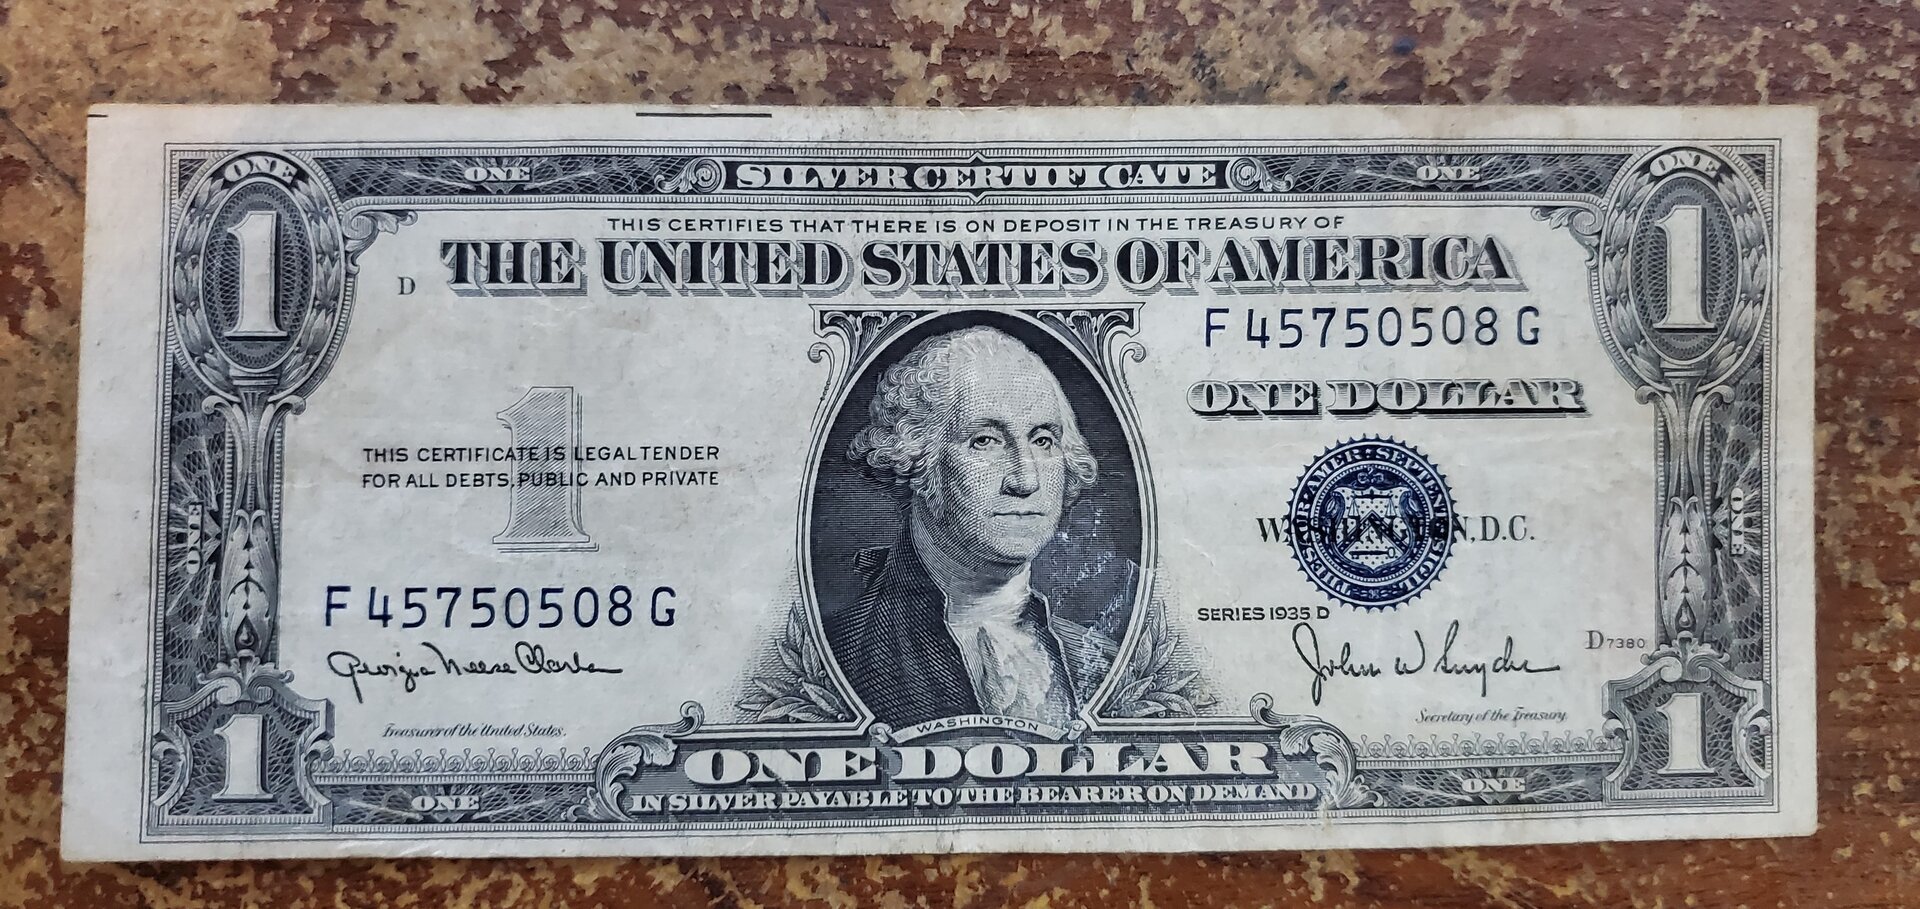 ONE
ONE
SILVER CERTIFICATE
ONE
ONE
1
1
THIS CERTIFIES THAT THERE IS ON DEPOSIT IN THE TREASURY OF
D
THE UNITED STATES OF AMERICA
F 45750508 G
ONE DOLLAR
1
THIS CERTIFICATE IS LEGAL TENDER
FOR ALL DEBTS, PUBLIC AND PRIVATE
ONE
ONE
WASHINGTON, D.C.
F 45750508 G
SERIES 1935 D
Georgia Neese Clark
John W Snyder
D7380
Treasurer of the United States.
Secretary of the Treasury.
WASHINGTON
1
ONE DOLLAR
1
ONE
IN SILVER PAYABLE TO THE BEARER ON DEMAND
ONE